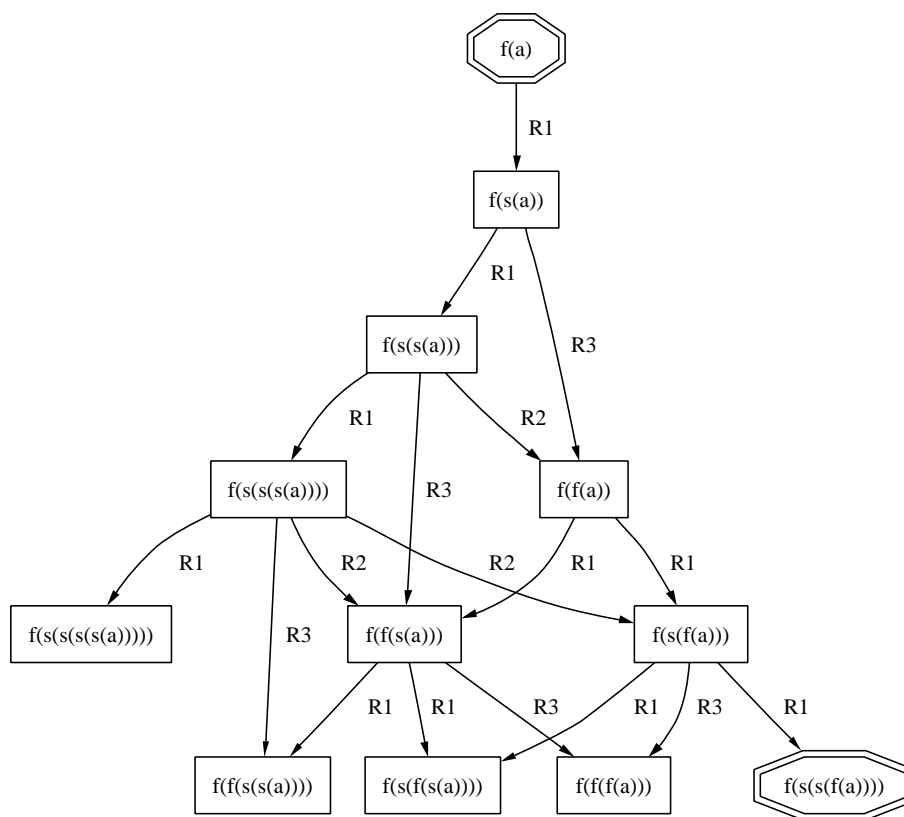 f(a)
R1
f(s(a))
R1
R3
f(s(s(a)))
R1
R3
R2
f(s(s(s(a))))
f(f(a))
R1
R3
R2
R2
R1
R1
f(s(s(s(s(a)))))
f(f(s(a)))
f(s(f(a)))
R1
R1
R3
R1
R3
R1
f(f(s(s(a))))
f(s(f(s(a))))
f(f(f(a)))
f(s(s(f(a))))